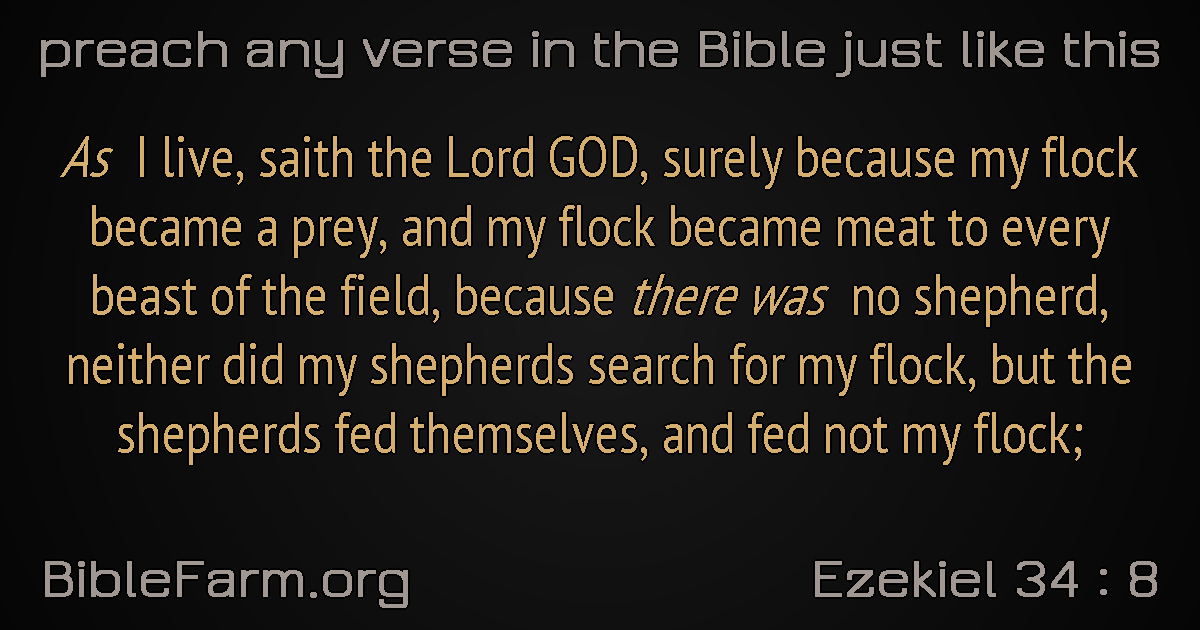 preach any verse in the Bible just like this
As I live, saith the Lord GOD, surely because my flock
became a prey, and my flock became meat to every
beast of the field, because there was no shepherd,
neither did my shepherds search for my flock, but the
shepherds fed themselves, and fed not my flock;
BibleFarm.org
Ezekiel 34 : 8